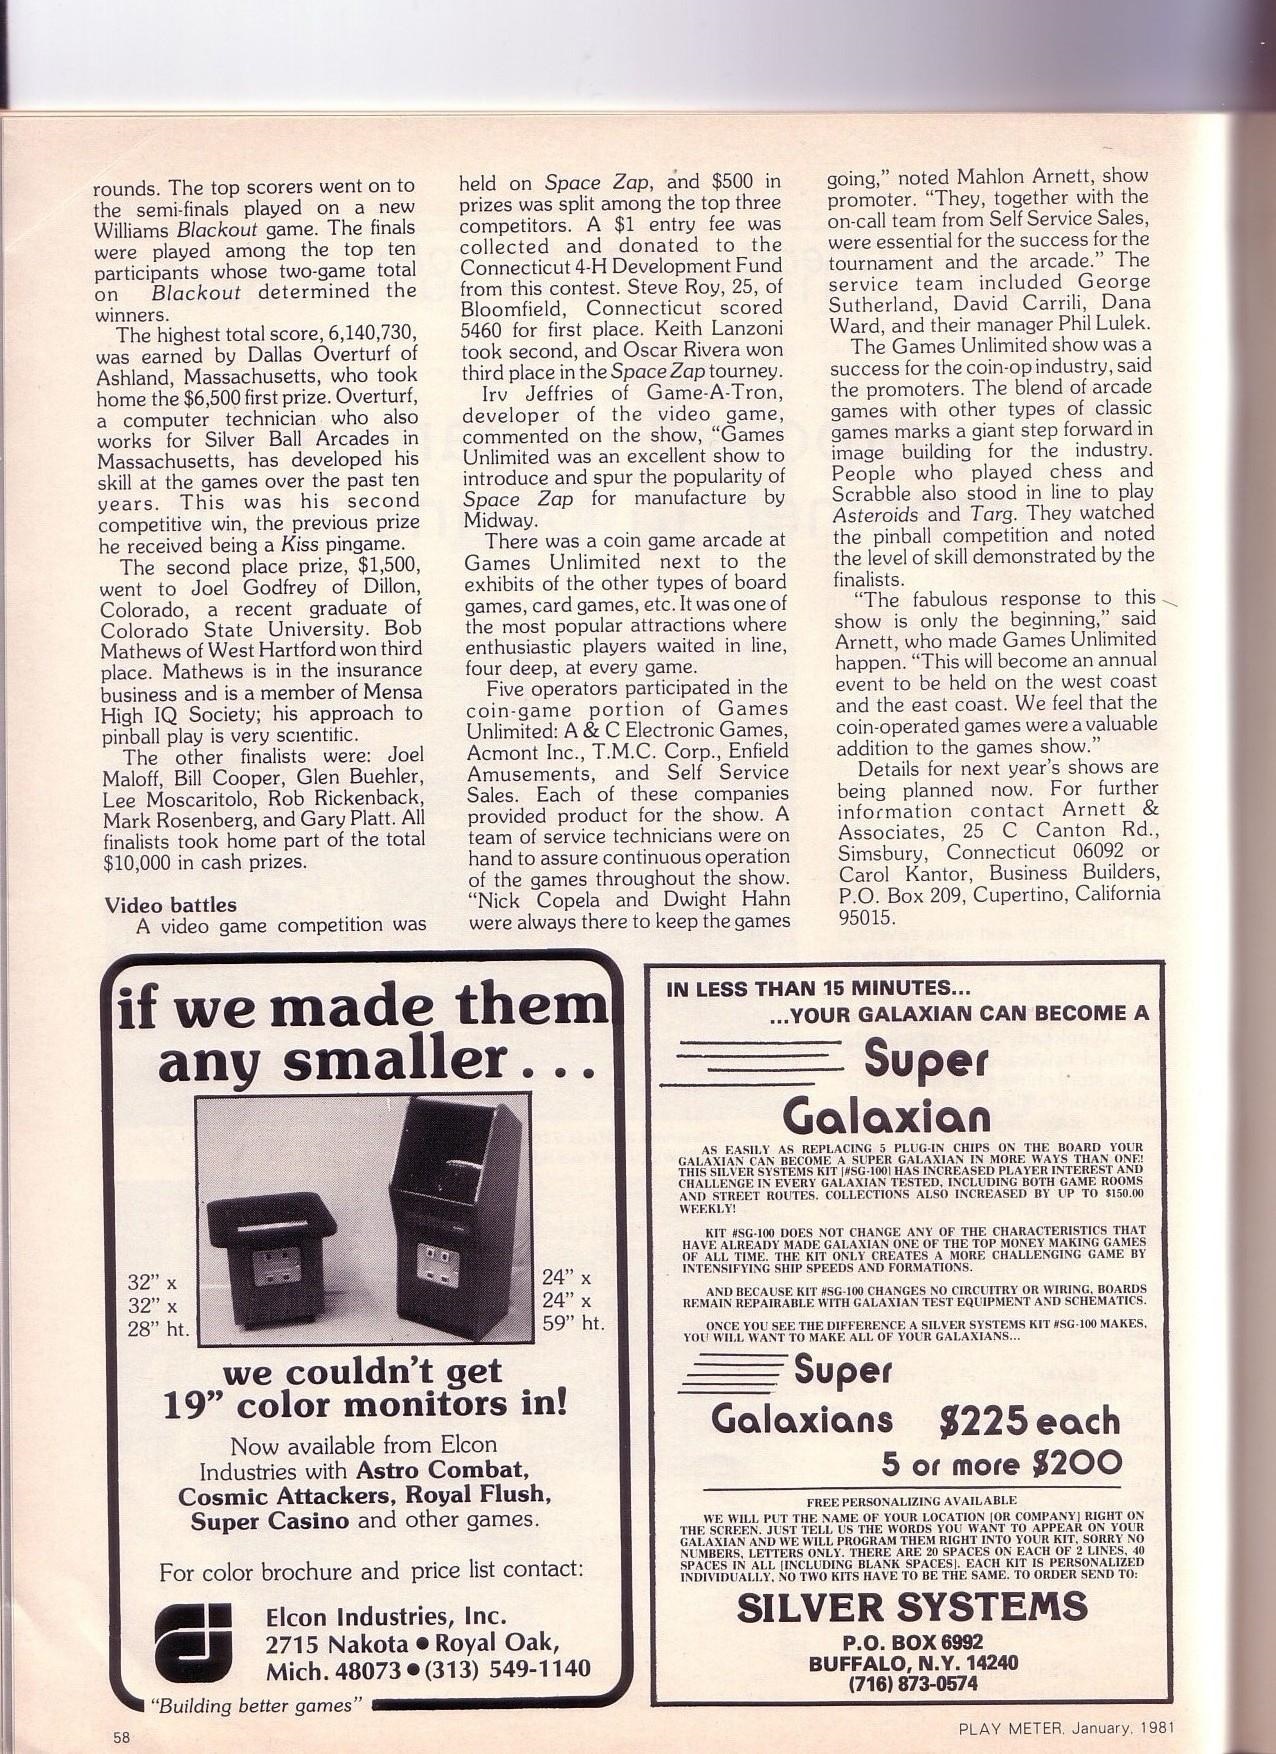 rounds. The top scorers went on to
the semi-finals played on a new
Williams Blackout game. The finals
were played among the top ten
participants whose two-game total
on Blackout determined the
winners.
The highest total score, 6,140,730,
was earned by Dallas Overturf of
Ashland, Massachusetts, who took
home the $6,500 first prize. Overturf,
a computer technician who also
works for Silver Ball Arcades in
Massachusetts, has developed his
skill at the games over the past ten
years. This was his second
competitive win, the previous prize
he received being a Kiss pingame.
The second place prize, $1,500,
went to Joel Godfrey of Dillon,
Colorado, a recent graduate of
Colorado State University. Bob
Mathews of West Hartford won third
place. Mathews is in the insurance
business and is a member of Mensa
High IQ Society; his approach to
pinball play is very scientific.
The other finalists were: Joel
Maloff, Bill Cooper, Glen Buehler,
Lee Moscaritolo, Rob Rickenback,
Mark Rosenberg, and Gary Platt. All
finalists took home part of the total
$10,000 in cash prizes.
Video battles
A video game competition was
held on Space Zap, and $500 in
prizes was split among the top three
competitors. A $1 entry fee was
collected and donated to the
Connecticut 4-H Development Fund
from this contest. Steve Roy, 25, of
Bloomfield, Connecticut scored
5460 for first place. Keith Lanzoni
took second, and Oscar Rivera won
third place in the Space Zap tourney.
Irv Jeffries of Game-A-Tron,
developer of the video game,
commented on the show, “Games
Unlimited was an excellent show to
introduce and spur the popularity of
Space Zap for manufacture by
Midway.
There was a coin game arcade at
Games Unlimited next to the
exhibits of the other types of board
games, card games, etc. It was one of
the most popular attractions where
enthusiastic players waited in line,
four deep, at every game.
Five operators participated in the
coin-game portion of Games
Unlimited: A & C Electronic Games,
Acmont Inc., T.M.C. Corp., Enfield
Amusements, and Self Service
Sales. Each of these companies
provided product for the show. A
team of service technicians were on
hand to assure continuous operation
of the games throughout the show.
“Nick Copela and Dwight Hahn
were always there to keep the games
going,” noted Mahlon Arnett, show
promoter. “They, together with the
on-call team from Self Service Sales,
were essential for the success for the
tournament and the arcade.” The
service team included George
Sutherland, David Carrili, Dana
Ward, and their manager Phil Lulek.
The Games Unlimited show was a
success for the coin-op industry, said
the promoters. The blend of arcade
games with other types of classic
games marks a giant step forward in
image building for the industry.
People who played chess and
Scrabble also stood in line to play
Asteroids and Targ. They watched
the pinball competition and noted
the level of skill demonstrated by the
finalists.
“The fabulous response to this
show is only the beginning,” said
Arnett, who made Games Unlimited
happen. “This will become an annual
event to be held on the west coast
and the east coast. We feel that the
coin-operated games were a valuable
addition to the games show.”
Details for next year's shows are
being planned now. For further
information contact Arnett &
Associates, 25 C Canton Rd.,
Simsbury, Connecticut 06092 or
Carol Kantor, Business Builders,
P.O. Box 209, Cupertino, California
95015.
if we made them
any smaller...
32” x
32” x
28” ht.
24” x
24” x
59” ht.
we couldn't get
19” color monitors in!
Now available from Elcon
Industries with Astro Combat,
Cosmic Attackers, Royal Flush,
Super Casino and other games.
For color brochure and price list contact:
Elcon Industries, Inc.
2715 Nakota ● Royal Oak,
Mich. 48073 ● (313) 549-1140
“Building better games”
IN LESS THAN 15 MINUTES...
...YOUR GALAXIAN CAN BECOME A
Super
Galaxian
AS EASILY AS REPLACING 5 PLUG-IN CHIPS ON THE BOARD YOUR
GALAXIAN CAN BECOME A SUPER GALAXIAN IN MORE WAYS THAN ONE!
THIS SILVER SYSTEMS KIT [#SG-100] HAS INCREASED PLAYER INTEREST AND
CHALLENGE IN EVERY GALAXIAN TESTED, INCLUDING BOTH GAME ROOMS
AND STREET ROUTES. COLLECTIONS ALSO INCREASED BY UP TO $150.00
WEEKLY!
KIT #SG-100 DOES NOT CHANGE ANY OF THE CHARACTERISTICS THAT
HAVE ALREADY MADE GALAXIAN ONE OF THE TOP MONEY MAKING GAMES
OF ALL TIME. THE KIT ONLY CREATES A MORE CHALLENGING GAME BY
INTENSIFYING SHIP SPEEDS AND FORMATIONS.
AND BECAUSE KIT #SG-100 CHANGES NO CIRCUITRY OR WIRING, BOARDS
REMAIN REPAIRABLE WITH GALAXIAN TEST EQUIPMENT AND SCHEMATICS.
ONCE YOU SEE THE DIFFERENCE A SILVER SYSTEMS KIT #SG-100 MAKES,
YOU WILL WANT TO MAKE ALL OF YOUR GALAXIANS...
Super
Galaxians $225 each
5 or more $200
FREE PERSONALIZING AVAILABLE
WE WILL PUT THE NAME OF YOUR LOCATION [OR COMPANY] RIGHT ON
THE SCREEN. JUST TELL US THE WORDS YOU WANT TO APPEAR ON YOUR
GALAXIAN AND WE WILL PROGRAM THEM RIGHT INTO YOUR KIT, SORRY NO
NUMBERS, LETTERS ONLY. THERE ARE 20 SPACES ON EACH OF 2 LINES, 40
SPACES IN ALL [INCLUDING BLANK SPACES]. EACH KIT IS PERSONALIZED
INDIVIDUALLY, NO TWO KITS HAVE TO BE THE SAME. TO ORDER SEND TO:
SILVER SYSTEMS
P.O. BOX 6992
BUFFALO, N.Y. 14240
(716) 873-0574
58
PLAY METER, January, 1981